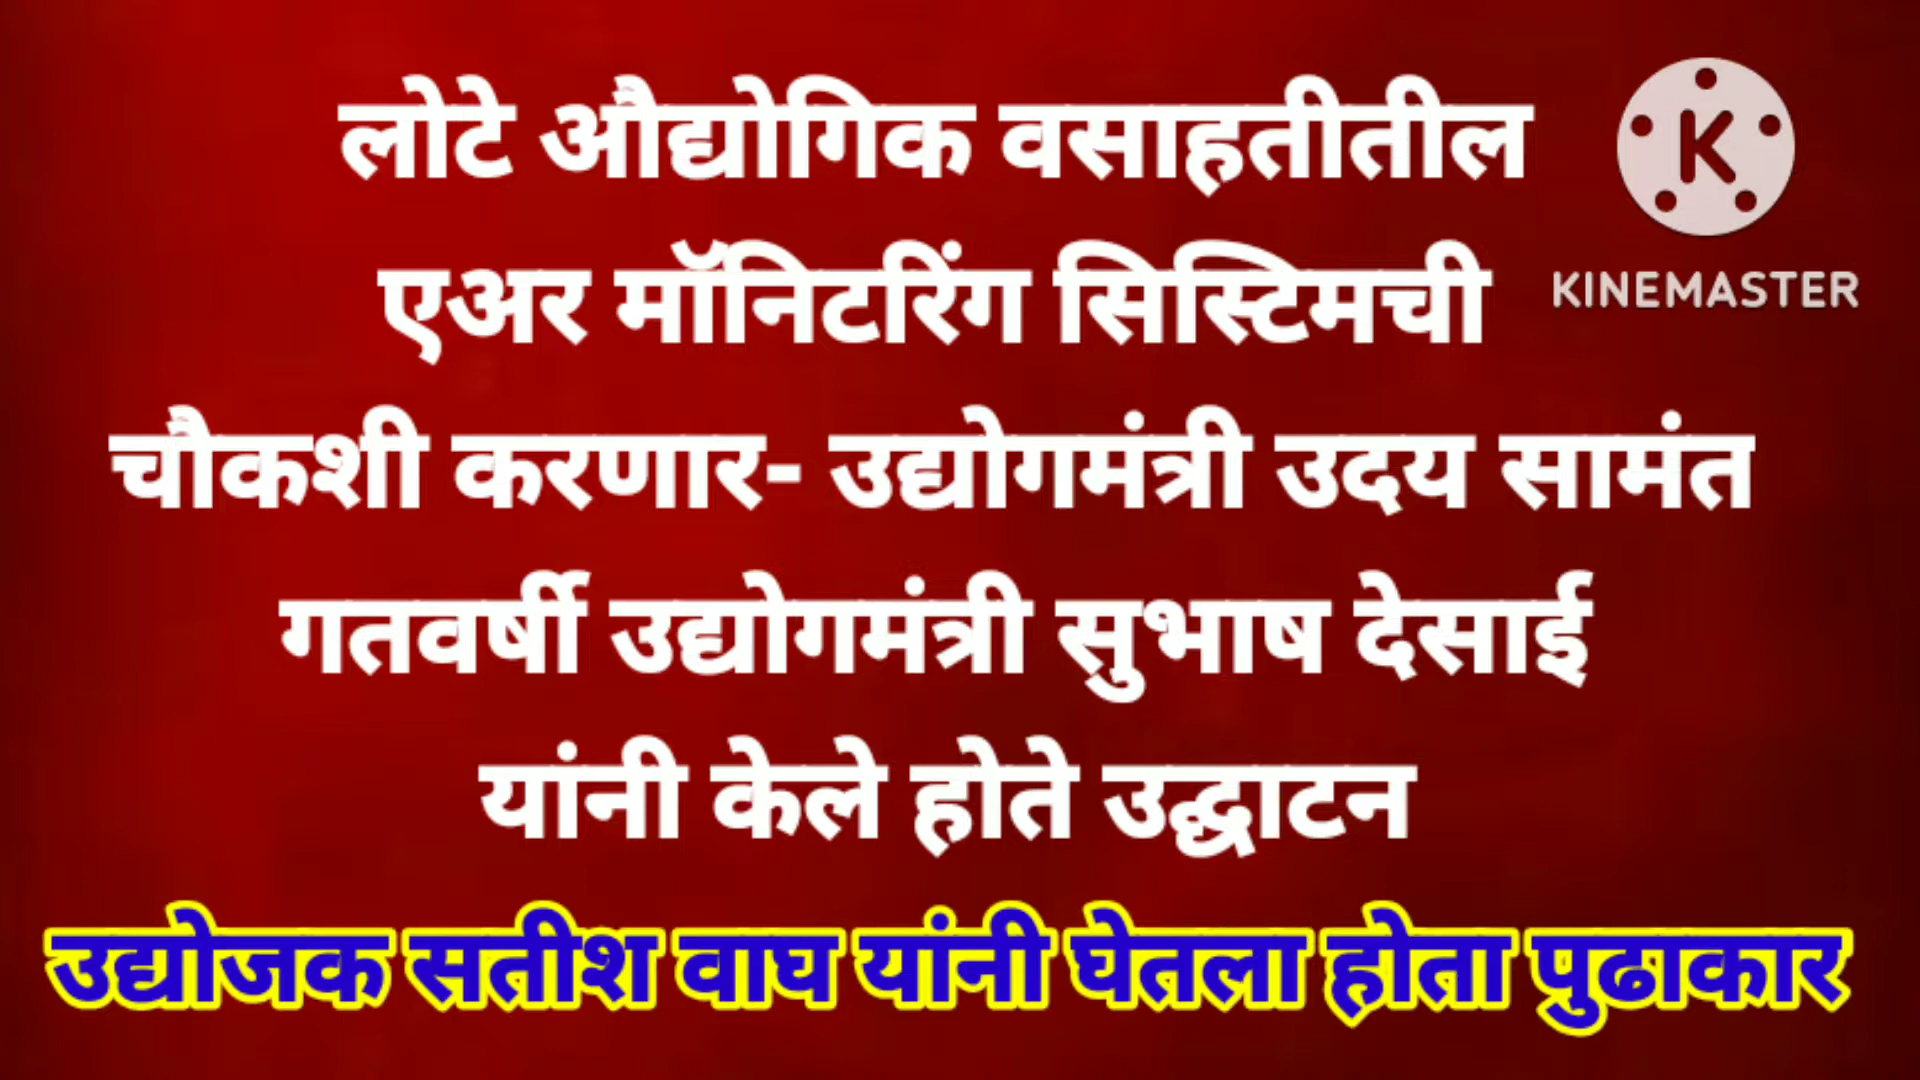 लोटे औद्योगिक वसाहतीतील
एअर मॉनिटरिंग सिस्टिमची
KINEMASTER
चौकशी करणार- उद्योगमंत्री उदय सामंत
गतवर्षी उद्योगमंत्री सुभाष देसाई
यांनी केले होते उद्घाटन
उद्योजक सतीश वाघ यांनी घेतला होता पुढाकार